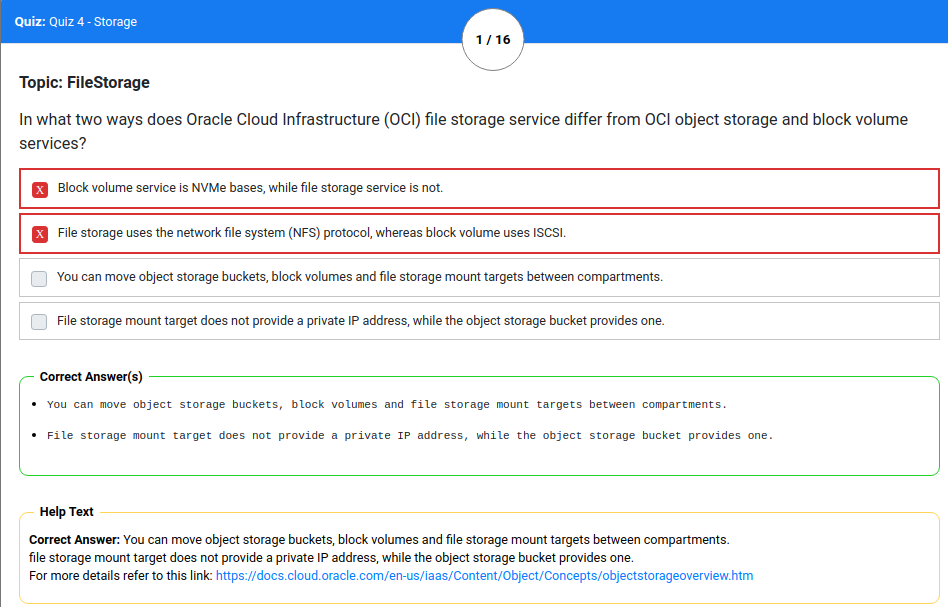 Quiz: Quiz 4 - Storage
1 / 16
Topic: FileStorage
In what two ways does Oracle Cloud Infrastructure (OCI) file storage service differ from OCI object storage and block volume
services?
X Block volume service is NVMe bases, while file storage service is not.
X File storage uses the network file system (NFS) protocol, whereas block volume uses ISCSI.
You can move object storage buckets, block volumes and file storage mount targets between compartments.
File storage mount target does not provide a private IP address, while the object storage bucket provides one.
Correct Answer(s)
• You can move object storage buckets, block volumes and file storage mount targets between compartments.
• File storage mount target does not provide a private IP address, while the object storage bucket provides one.
Help Text
Correct Answer: You can move object storage buckets, block volumes and file storage mount targets between compartments.
file storage mount target does not provide a private IP address, while the object storage bucket provides one.
For more details refer to this link: https://docs.cloud.oracle.com/en-us/iaas/Content/Object/Concepts/objectstorageoverview.htm